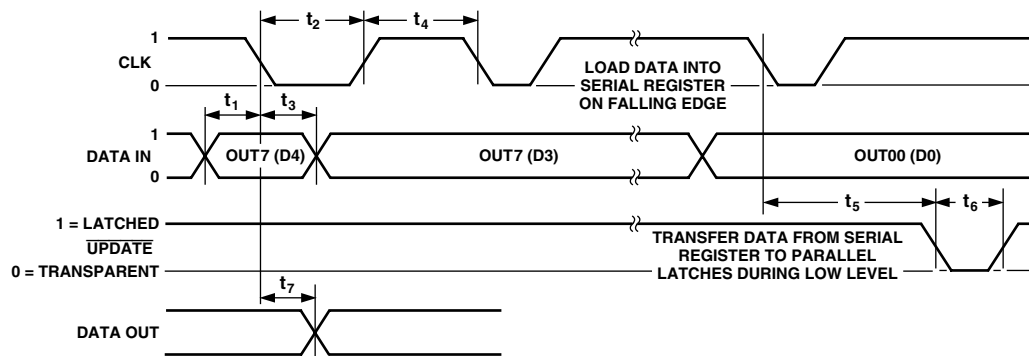 t2
t4
1
CLK
0
LOAD DATA INTO
SERIAL REGISTER
ON FALLING EDGE
t1
t3
1
DATA IN
0
OUT7 (D4)
OUT7 (D3)
OUT00 (D0)
t5
t6
1 = LATCHED
UPDATE
0 = TRANSPARENT
TRANSFER DATA FROM SERIAL
REGISTER TO PARALLEL
LATCHES DURING LOW LEVEL
t7
DATA OUT